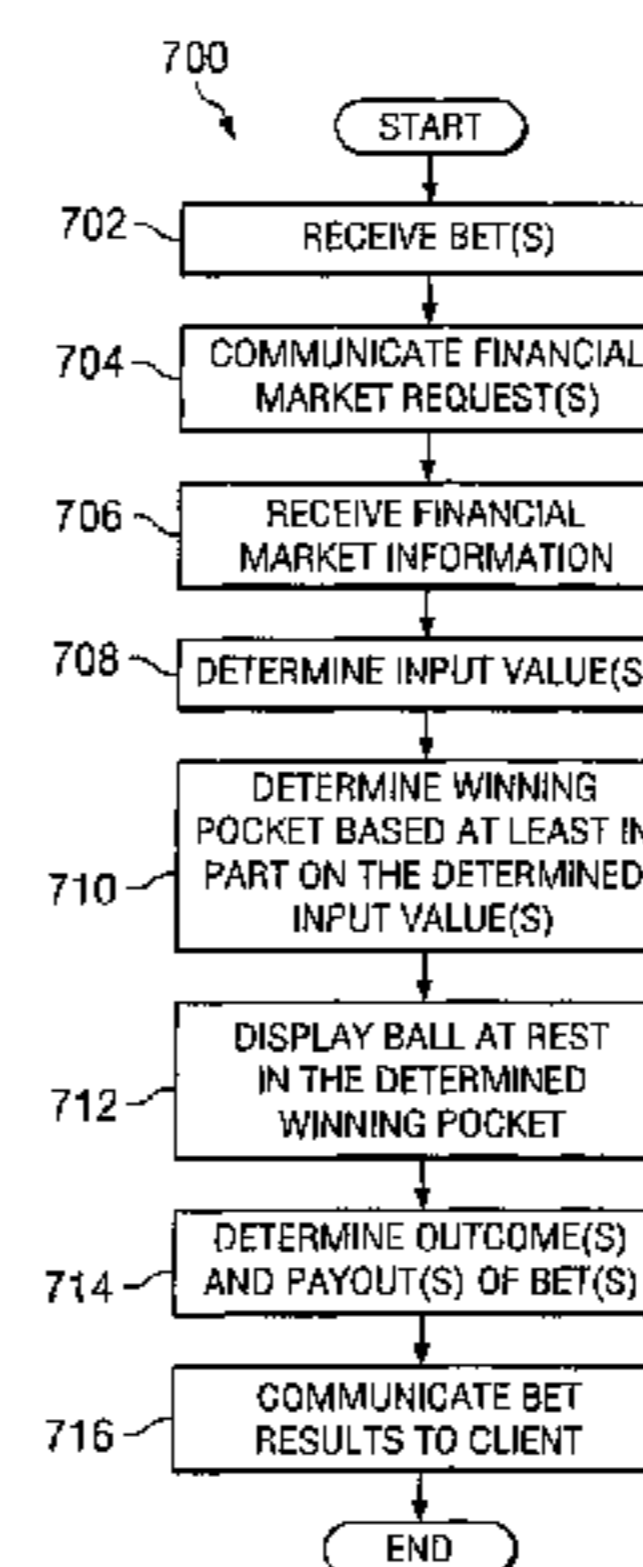 700
START
702
RECEIVE BET(S)
704
COMMUNICATE FINANCIAL
MARKET REQUEST(S)
706
RECEIVE FINANCIAL
MARKET INFORMATION
708
DETERMINE INPUT VALUE(S
710
DETERMINE WINNING
POCKET BASED AT LEAST IN
PART ON THE DETERMINED
INPUT VALUE(S)
712
DISPLAY BALL AT REST
IN THE DETERMINED
WINNING POCKET
714
DETERMINE OUTCOME(S)
AND PAYOUT(S) OF BET(S)
716
COMMUNICATE BET
RESULTS TO CLIENT
END